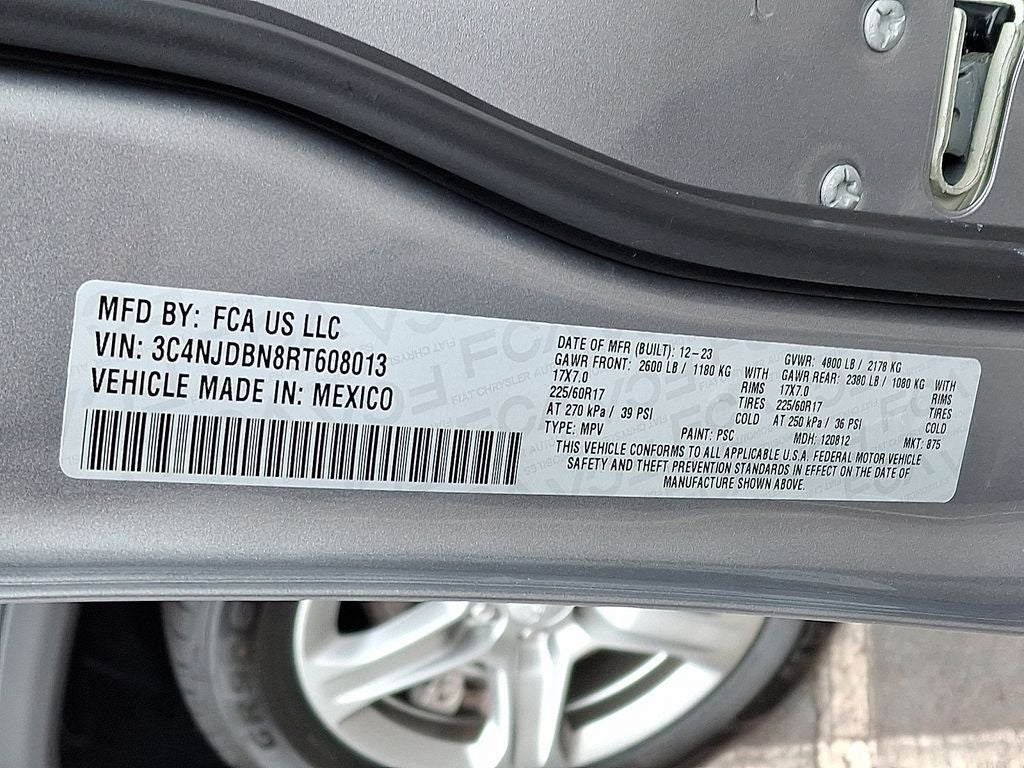 MFD BY: FCA US LLC
VIN: 3C4NJDBN8RT608013
VEHICLE MADE IN: MEXICO
DATE OF MFR (BUILT): 12-23 GVWR: 4800 LB / 2178 KG
GAWR FRONT: 2600 LB / 1180 KG WITH GAWR REAR: 2380 LB / 1080 KG WITH
17X7.0 RIMS 17X7.0 RIMS
225/60R17 TIRES 225/60R17 TIRES
AT 270 kPa / 39 PSI COLD AT 250 kPa / 36 PSI COLD
TYPE: MPV PAINT: PSC MDH: 120812 MKT: 875
THIS VEHICLE CONFORMS TO ALL APPLICABLE U.S.A. FEDERAL MOTOR VEHICLE
SAFETY AND THEFT PREVENTION STANDARDS IN EFFECT ON THE DATE OF
MANUFACTURE SHOWN ABOVE.